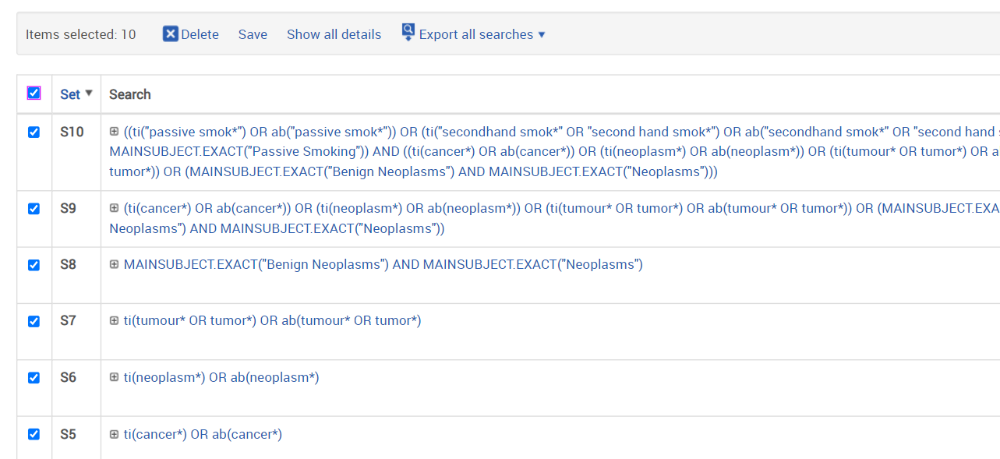 Items selected: 10 Delete Save Show all details Export all searches
Set Search
S10 ((ti("passive smok*") OR ab("passive smok*")) OR (ti("secondhand smok*" OR "second hand smok*") OR ab("secondhand smok*" OR "second hand
MAINSUBJECT.EXACT("Passive Smoking")) AND ((ti(cancer*) OR ab(cancer*)) OR (ti(neoplasm*) OR ab(neoplasm*)) OR (ti(tumour* OR tumor*) OR a
tumor*)) OR (MAINSUBJECT.EXACT("Benign Neoplasms") AND MAINSUBJECT.EXACT("Neoplasms")))
S9 (ti(cancer*) OR ab(cancer*)) OR (ti(neoplasm*) OR ab(neoplasm*)) OR (ti(tumour* OR tumor*) OR ab(tumour* OR tumor*)) OR (MAINSUBJECT.EXA
Neoplasms") AND MAINSUBJECT.EXACT("Neoplasms"))
S8 MAINSUBJECT.EXACT("Benign Neoplasms") AND MAINSUBJECT.EXACT("Neoplasms")
S7 ti(tumour* OR tumor*) OR ab(tumour* OR tumor*)
S6 ti(neoplasm*) OR ab(neoplasm*)
S5 ti(cancer*) OR ab(cancer*)